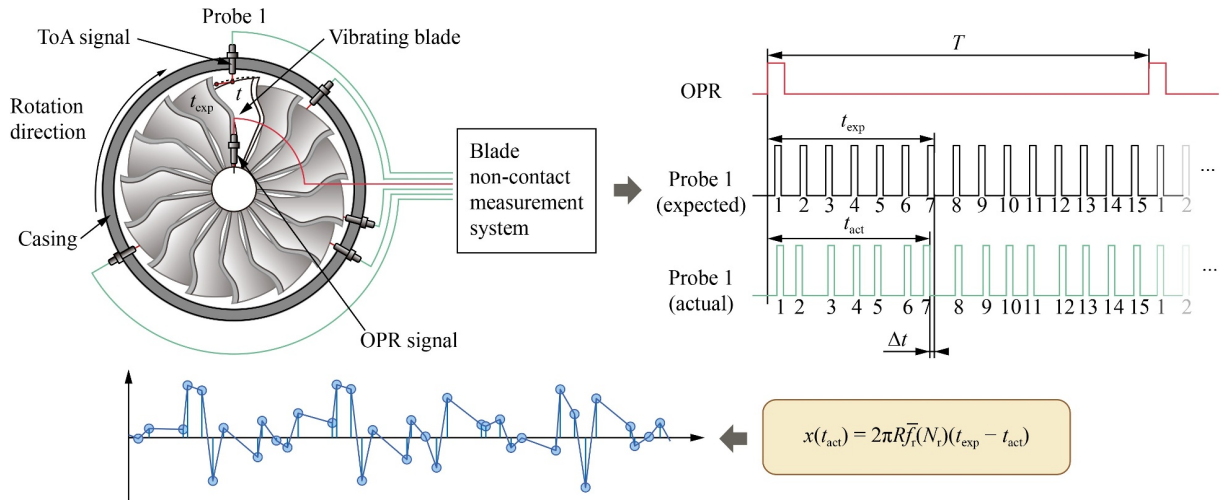 Probe 1
ToA signal
Vibrating blade
t_exp
t
Rotation
direction
Casing
OPR signal
Blade
non-contact
measurement
system
T
OPR
t_exp
Probe 1
(expected)
1 2 3 4 5 6 7 8 9 10 11 12 13 14 15 1 2
...
t_act
Probe 1
(actual)
1 2 3 4 5 6 7 8 9 10 11 12 13 14 15 1 2
...
Δt
x(t_act) = 2πRf̅_r(N_r)(t_exp − t_act)